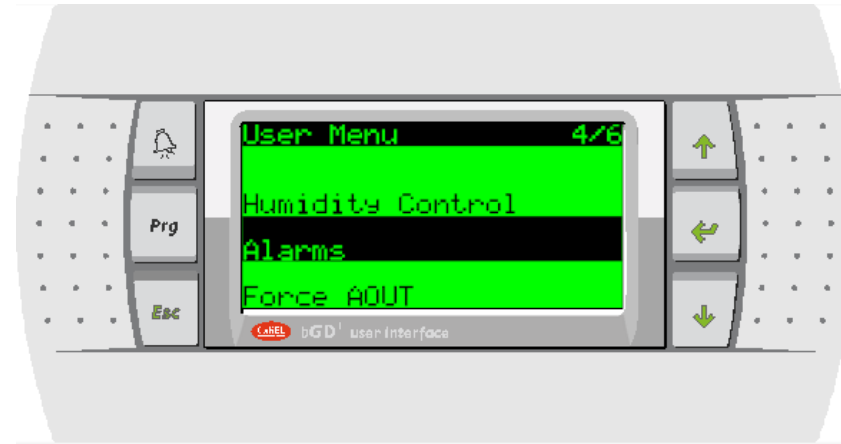 User Menu 4/6
Humidity Control
Alarms
Force AOUT
Prg
Esc
CAREL bGD¹ user interface